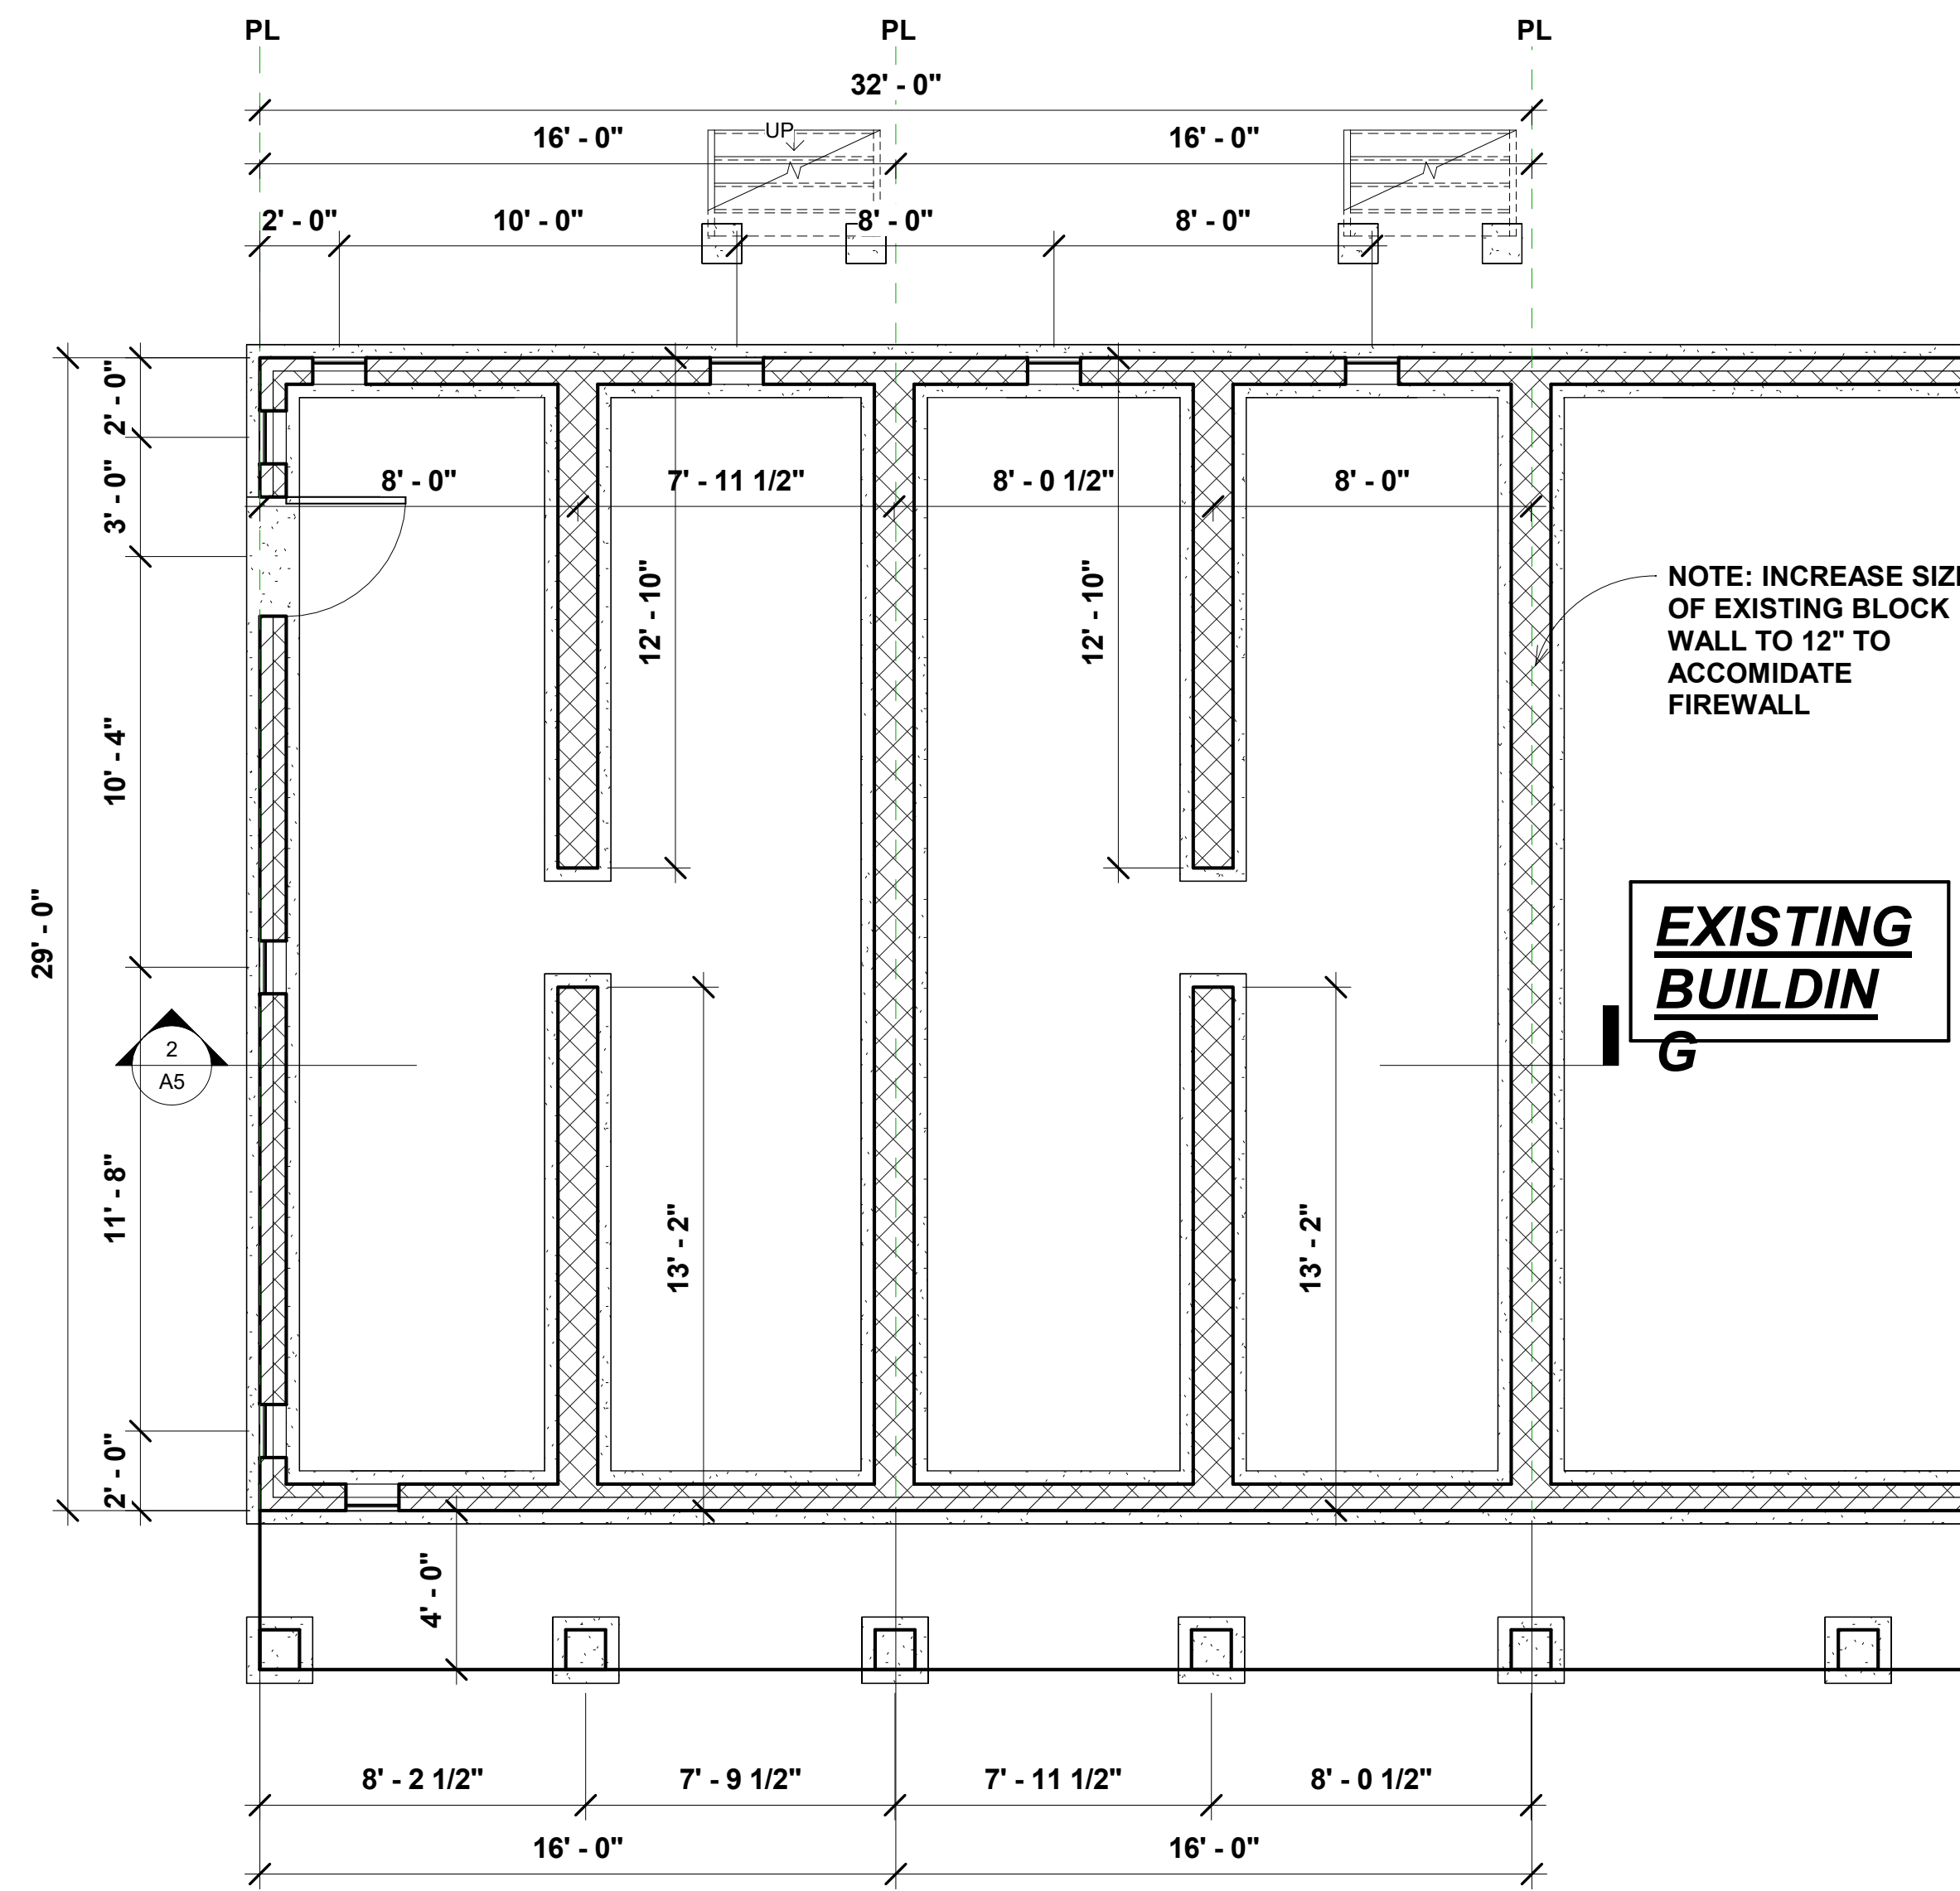 PL
PL
PL
32' - 0"
16' - 0"
UP
16' - 0"
2' - 0"
10' - 0"
8' - 0"
8' - 0"
2' - 0"
3' - 0"
8' - 0"
7' - 11 1/2"
8' - 0 1/2"
8' - 0"
12' - 10"
12' - 10"
NOTE: INCREASE SIZE
OF EXISTING BLOCK
WALL TO 12" TO
ACCOMIDATE
FIREWALL
10' - 4"
29' - 0"
EXISTING
BUILDIN
G
2
A5
11' - 8"
13' - 2"
13' - 2"
2' - 0"
4' - 0"
8' - 2 1/2"
7' - 9 1/2"
7' - 11 1/2"
8' - 0 1/2"
16' - 0"
16' - 0"